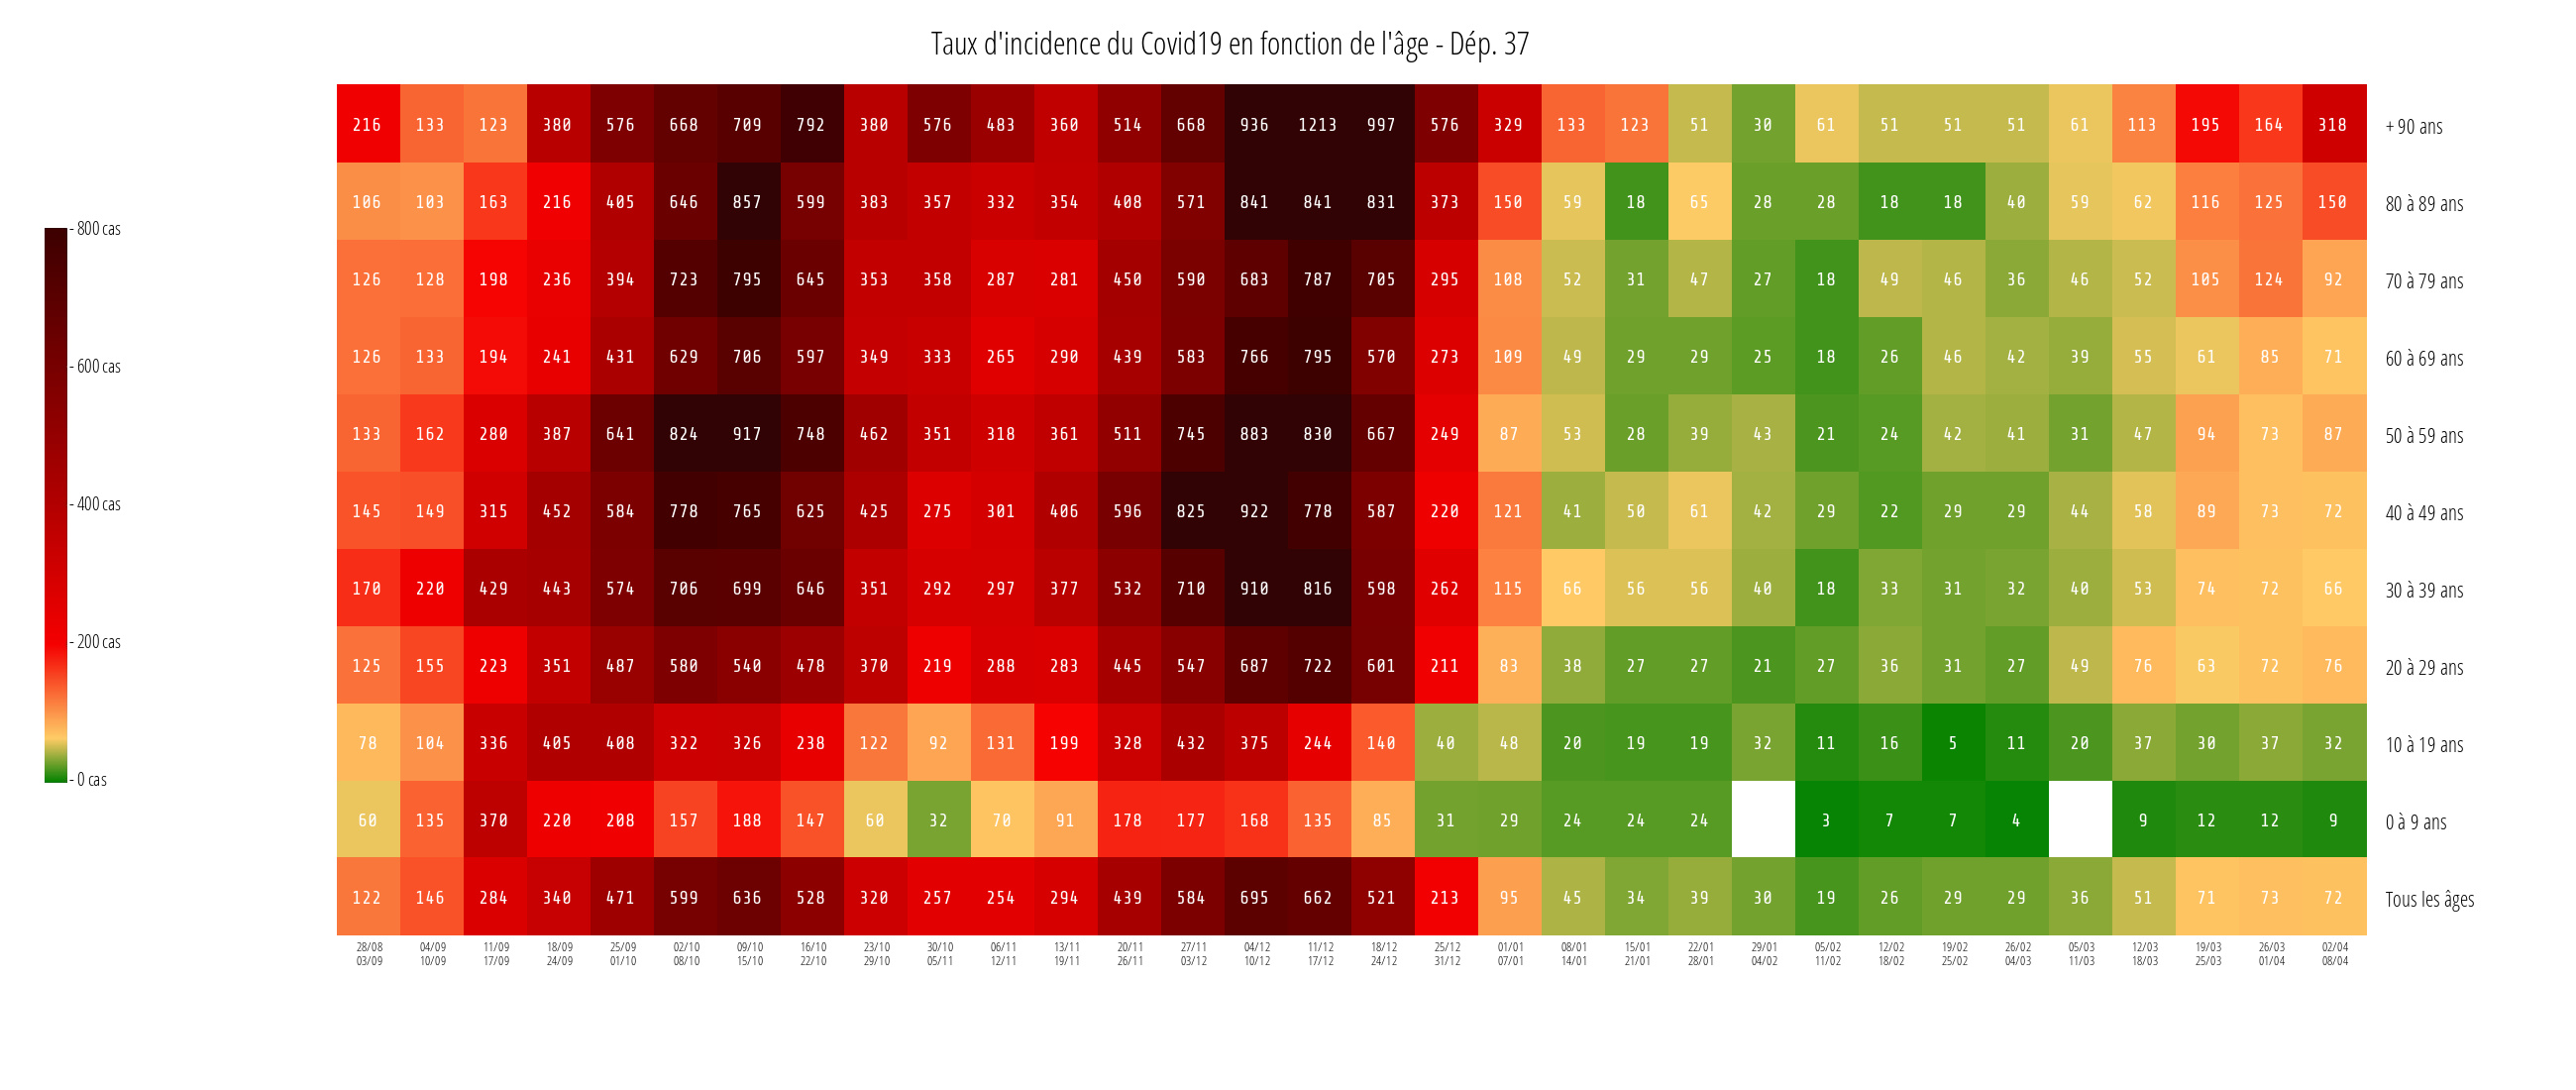 Taux d'incidence du Covid19 en fonction de l'âge - Dép. 37
- 800 cas
- 600 cas
- 400 cas
- 200 cas
- 0 cas
216 133 123 380 576 668 709 792 380 576 483 360 514 668 936 1213 997 576 329 133 123 51 30 61 51 51 51 61 113 195 164 318 + 90 ans
106 103 163 216 405 646 857 599 383 357 332 354 408 571 841 841 831 373 150 59 18 65 28 28 18 18 40 59 62 116 125 150 80 à 89 ans
126 128 198 236 394 723 795 645 353 358 287 281 450 590 683 787 705 295 108 52 31 47 27 18 49 46 36 46 52 105 124 92 70 à 79 ans
126 133 194 241 431 629 706 597 349 333 265 290 439 583 766 795 570 273 109 49 29 29 25 18 26 46 42 39 55 61 85 71 60 à 69 ans
133 162 280 387 641 824 917 748 462 351 318 361 511 745 883 830 667 249 87 53 28 39 43 21 24 42 41 31 47 94 73 87 50 à 59 ans
145 149 315 452 584 778 765 625 425 275 301 406 596 825 922 778 587 220 121 41 50 61 42 29 22 29 29 44 58 89 73 72 40 à 49 ans
170 220 429 443 574 706 699 646 351 292 297 377 532 710 910 816 598 262 115 66 56 56 40 18 33 31 32 40 53 74 72 66 30 à 39 ans
125 155 223 351 487 580 540 478 370 219 288 283 445 547 687 722 601 211 83 38 27 27 21 27 36 31 27 49 76 63 72 76 20 à 29 ans
78 104 336 405 408 322 326 238 122 92 131 199 328 432 375 244 140 40 48 20 19 19 32 11 16 5 11 20 37 30 37 32 10 à 19 ans
60 135 370 220 208 157 188 147 60 32 70 91 178 177 168 135 85 31 29 24 24 24 3 7 7 4 9 12 12 9 0 à 9 ans
122 146 284 340 471 599 636 528 320 257 254 294 439 584 695 662 521 213 95 45 34 39 30 19 26 29 29 36 51 71 73 72 Tous les âges
28/08 04/09 11/09 18/09 25/09 02/10 09/10 16/10 23/10 30/10 06/11 13/11 20/11 27/11 04/12 11/12 18/12 25/12 01/01 08/01 15/01 22/01 29/01 05/02 12/02 19/02 26/02 05/03 12/03 19/03 26/03 02/04
03/09 10/09 17/09 24/09 01/10 08/10 15/10 22/10 29/10 05/11 12/11 19/11 26/11 03/12 10/12 17/12 24/12 31/12 07/01 14/01 21/01 28/01 04/02 11/02 18/02 25/02 04/03 11/03 18/03 25/03 01/04 08/04